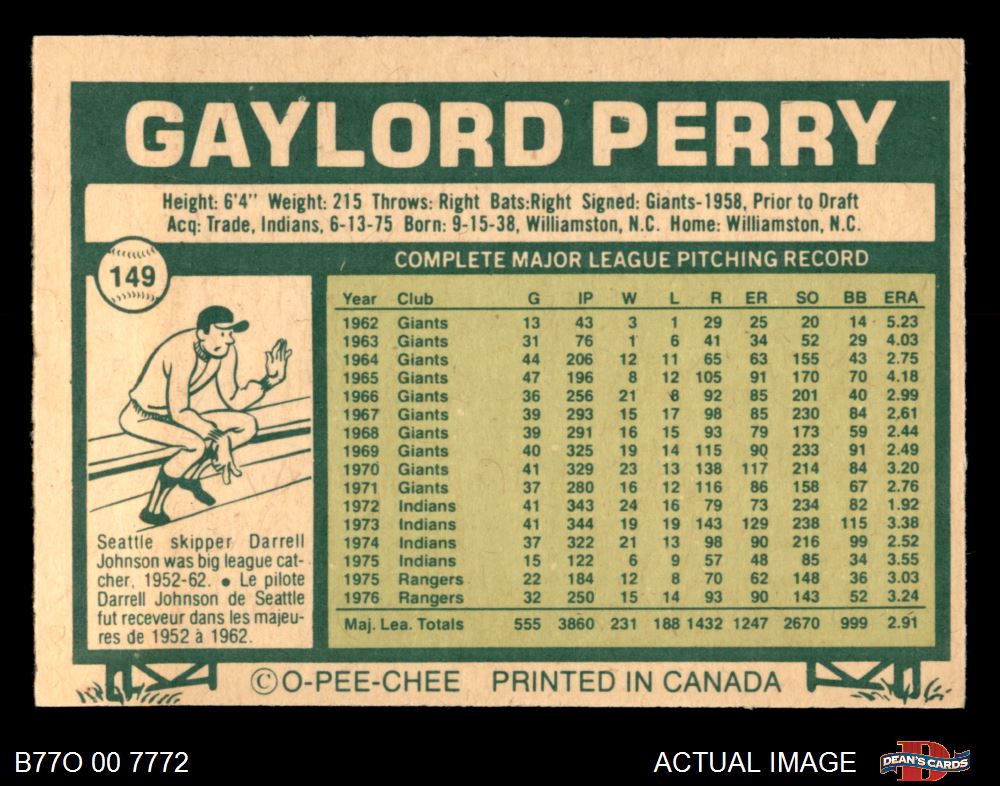 GAYLORD PERRY
Height: 6'4" Weight: 215 Throws: Right Bats:Right Signed: Giants-1958, Prior to Draft
Acq: Trade, Indians, 6-13-75 Born: 9-15-38, Williamston, N.C. Home: Williamston, N.C.
149
COMPLETE MAJOR LEAGUE PITCHING RECORD
Year Club G IP W L R ER SO BB ERA
1962 Giants 13 43 3 1 29 25 20 14 5.23
1963 Giants 31 76 1 6 41 34 52 29 4.03
1964 Giants 44 206 12 11 65 63 155 43 2.75
1965 Giants 47 196 8 12 105 91 170 70 4.18
1966 Giants 36 256 21 8 92 85 201 40 2.99
1967 Giants 39 293 15 17 98 85 230 84 2.61
1968 Giants 39 291 16 15 93 79 173 59 2.44
1969 Giants 40 325 19 14 115 90 233 91 2.49
1970 Giants 41 329 23 13 138 117 214 84 3.20
1971 Giants 37 280 16 12 116 86 158 67 2.76
1972 Indians 41 343 24 16 79 73 234 82 1.92
1973 Indians 41 344 19 19 143 129 238 115 3.38
1974 Indians 37 322 21 13 98 90 216 99 2.52
1975 Indians 15 122 6 9 57 48 85 34 3.55
1975 Rangers 22 184 12 8 70 62 148 36 3.03
1976 Rangers 32 250 15 14 93 90 143 52 3.24
Maj. Lea. Totals 555 3860 231 188 1432 1247 2670 999 2.91
Seattle skipper Darrell
Johnson was big league cat-
cher, 1952-62. ● Le pilote
Darrell Johnson de Seattle
fut receveur dans les majeu-
res de 1952 à 1962.
©O-PEE-CHEE PRINTED IN CANADA
B77O 00 7772
ACTUAL IMAGE
D
DEAN'S CARDS